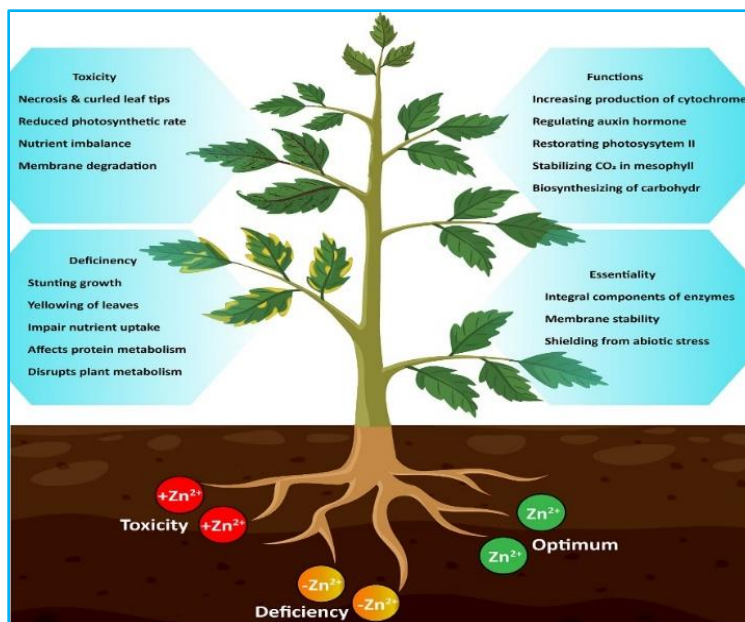 Toxicity
Necrosis & curled leaf tips
Reduced photosynthetic rate
Nutrient imbalance
Membrane degradation
Functions
Increasing production of cytochrome
Regulating auxin hormone
Restorating photosysytem II
Stabilizing CO₂ in mesophyll
Biosynthesizing of carbohydr
Deficinency
Stunting growth
Yellowing of leaves
Impair nutrient uptake
Affects protein metabolism
Disrupts plant metabolism
Essentiality
Integral components of enzymes
Membrane stability
Shielding from abiotic stress
+Zn²⁺
+Zn²⁺
Toxicity
-Zn²⁺
-Zn²⁺
Deficiency
Zn²⁺
Zn²⁺
Optimum